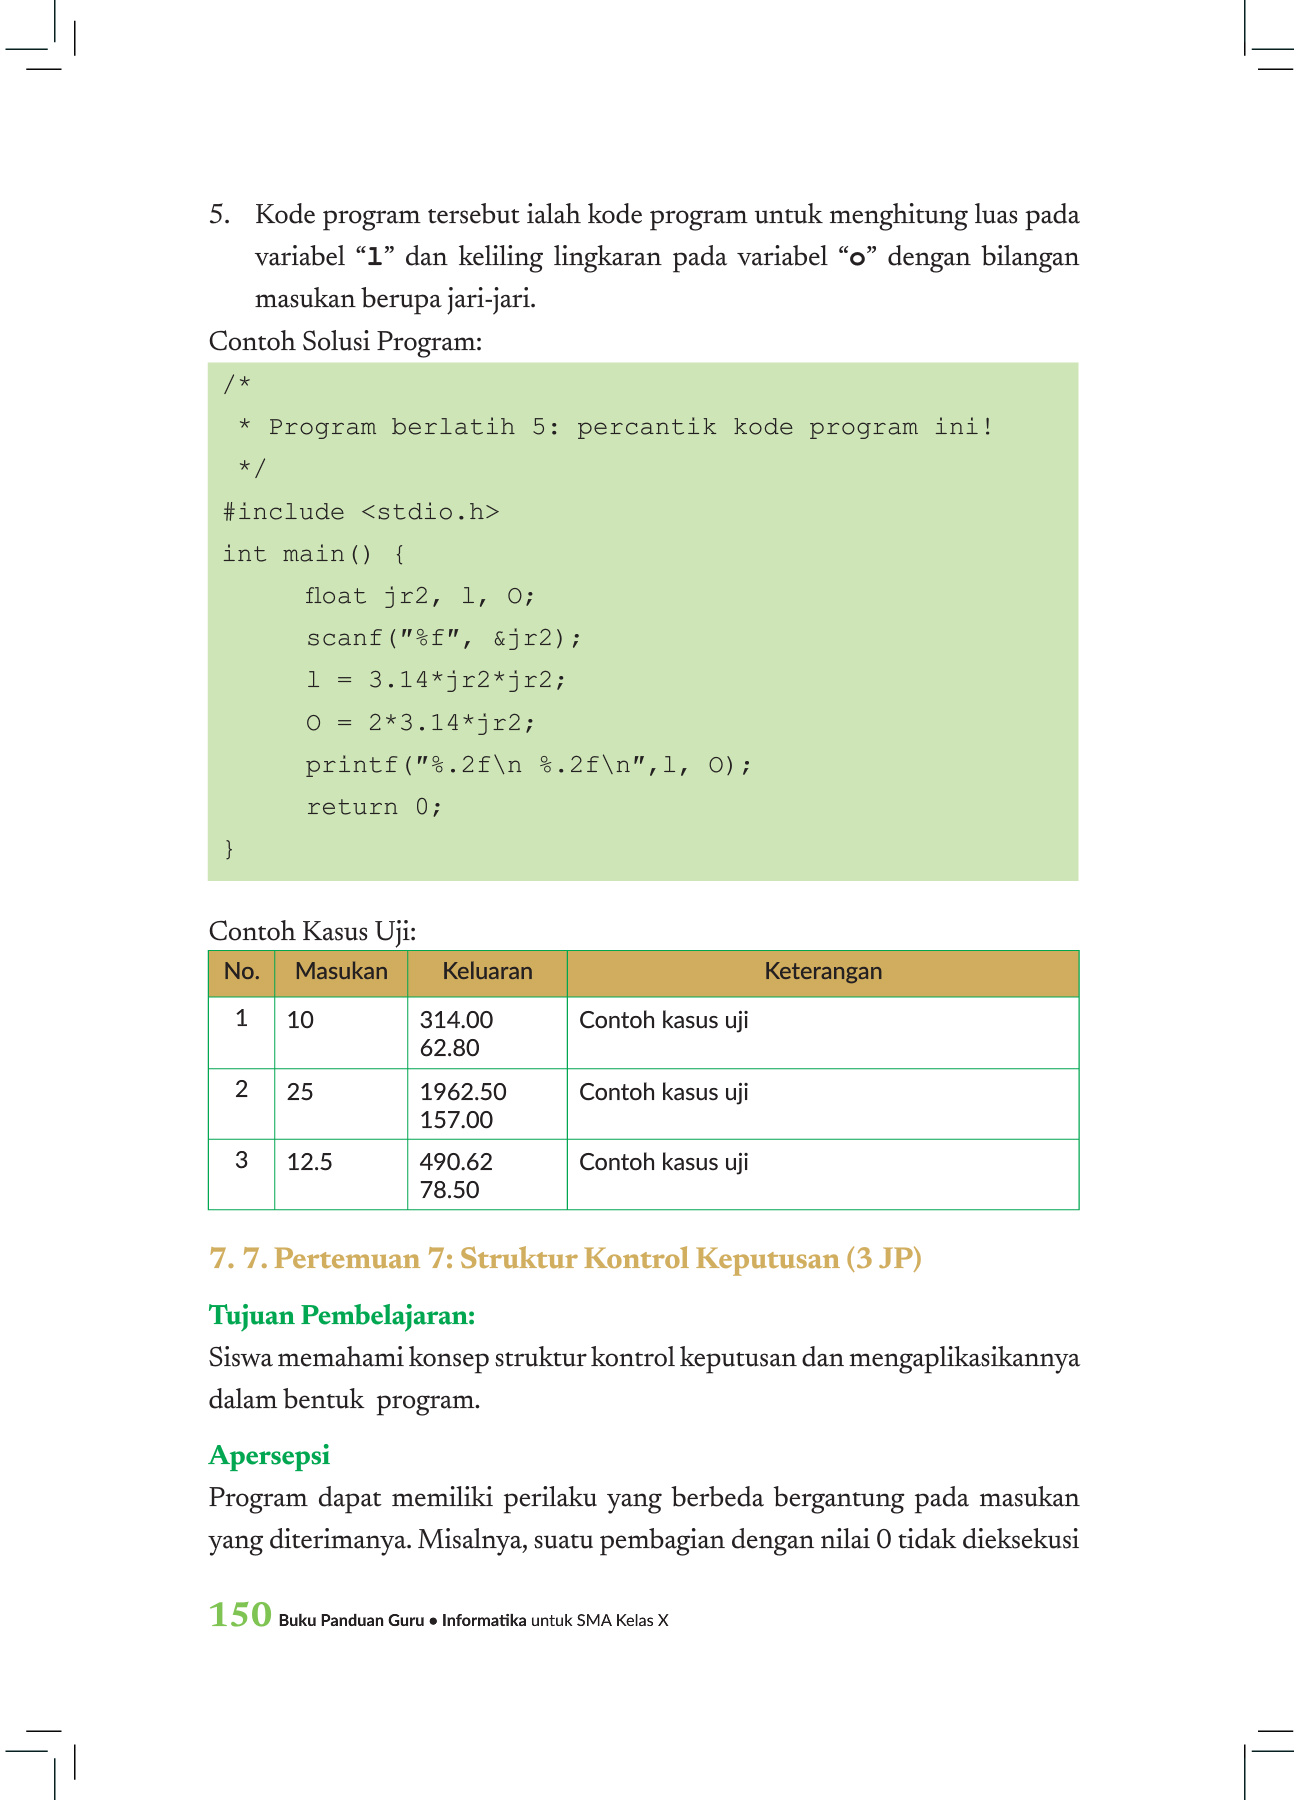 5. Kode program tersebut ialah kode program untuk menghitung luas pada
variabel “l” dan keliling lingkaran pada variabel “o” dengan bilangan
masukan berupa jari-jari.
Contoh Solusi Program:
/*
 * Program berlatih 5: percantik kode program ini!
 */
#include <stdio.h>
int main() {
float jr2, l, O;
scanf("%f", &jr2);
l = 3.14*jr2*jr2;
O = 2*3.14*jr2;
printf("%.2f\n %.2f\n",l, O);
return 0;
}
Contoh Kasus Uji:
No. Masukan Keluaran Keterangan
1 10 314.00 Contoh kasus uji
62.80
2 25 1962.50 Contoh kasus uji
157.00
3 12.5 490.62 Contoh kasus uji
78.50
7. 7. Pertemuan 7: Struktur Kontrol Keputusan (3 JP)
Tujuan Pembelajaran:
Siswa memahami konsep struktur kontrol keputusan dan mengaplikasikannya
dalam bentuk program.
Apersepsi
Program dapat memiliki perilaku yang berbeda bergantung pada masukan
yang diterimanya. Misalnya, suatu pembagian dengan nilai 0 tidak dieksekusi
150 Buku Panduan Guru • Informatika untuk SMA Kelas X